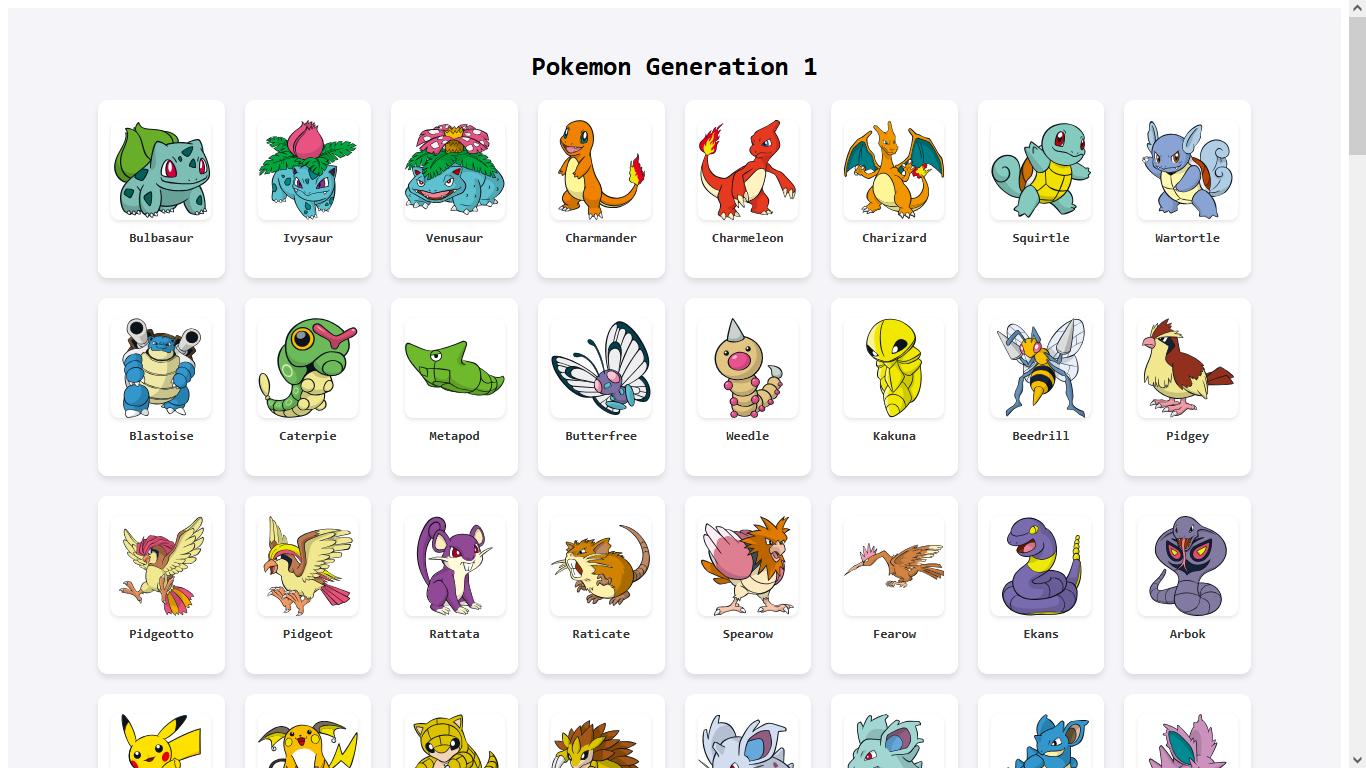 Pokemon Generation 1
Bulbasaur
Ivysaur
Venusaur
Charmander
Charmeleon
Charizard
Squirtle
Wartortle
Blastoise
Caterpie
Metapod
Butterfree
Weedle
Kakuna
Beedrill
Pidgey
Pidgeotto
Pidgeot
Rattata
Raticate
Spearow
Fearow
Ekans
Arbok